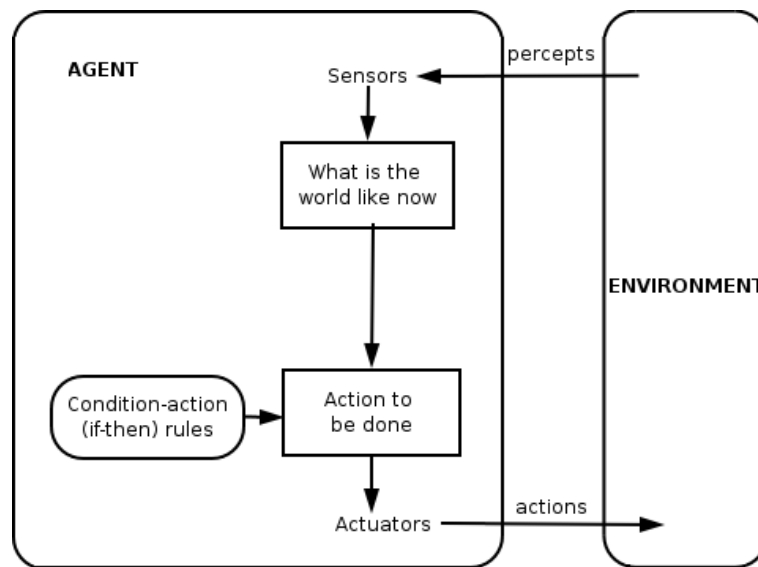 AGENT
Sensors
percepts
What is the
world like now
ENVIRONMENT
Condition-action
(if-then) rules
Action to
be done
Actuators
actions